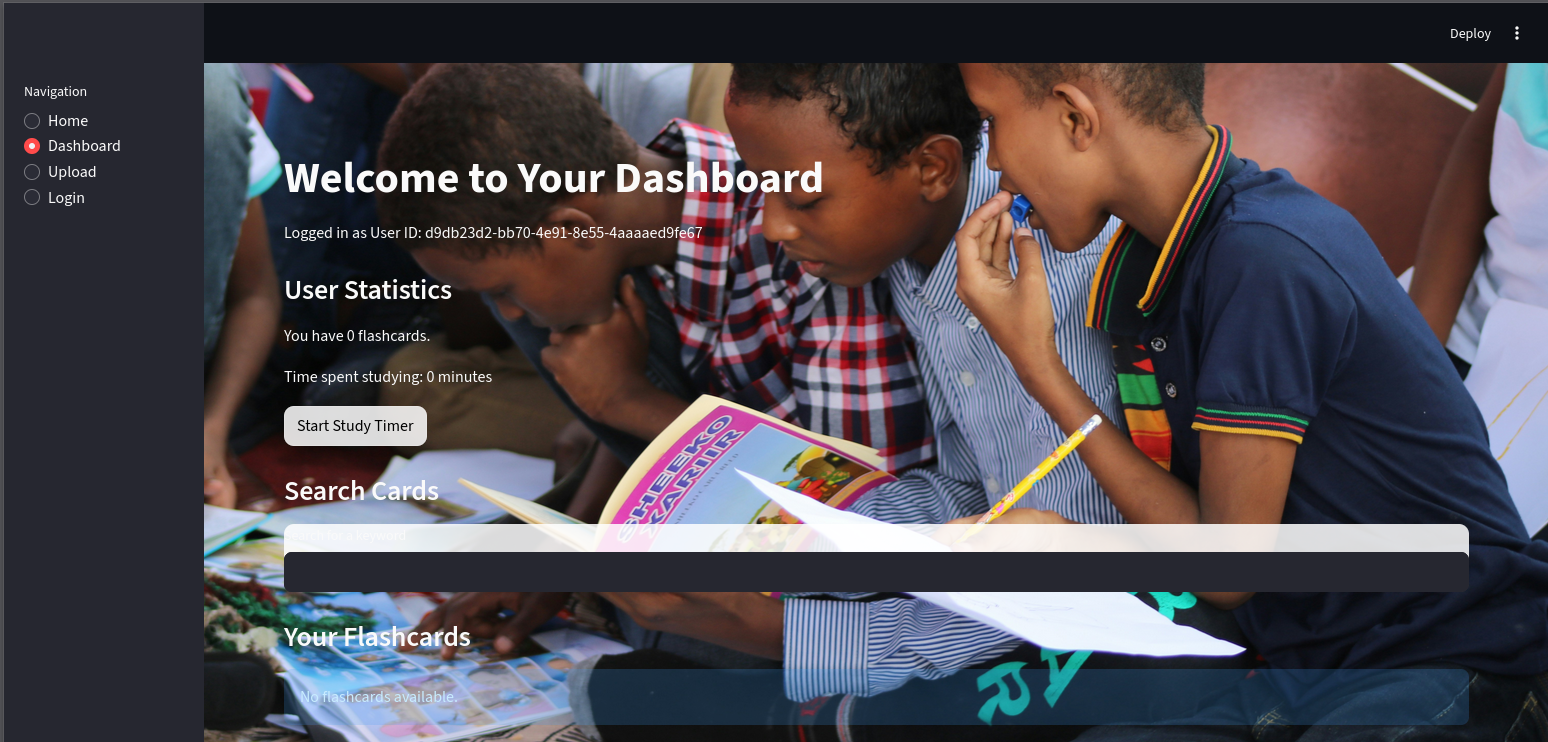 Deploy
Navigation
Home
Dashboard
Upload
Login
Welcome to Your Dashboard
Logged in as User ID: d9db23d2-bb70-4e91-8e55-4aaaaed9fe67
User Statistics
You have 0 flashcards.
Time spent studying: 0 minutes
Start Study Timer
SHEEKO
XARIIR
Search Cards
Search for a keyword
Your Flashcards
No flashcards available.